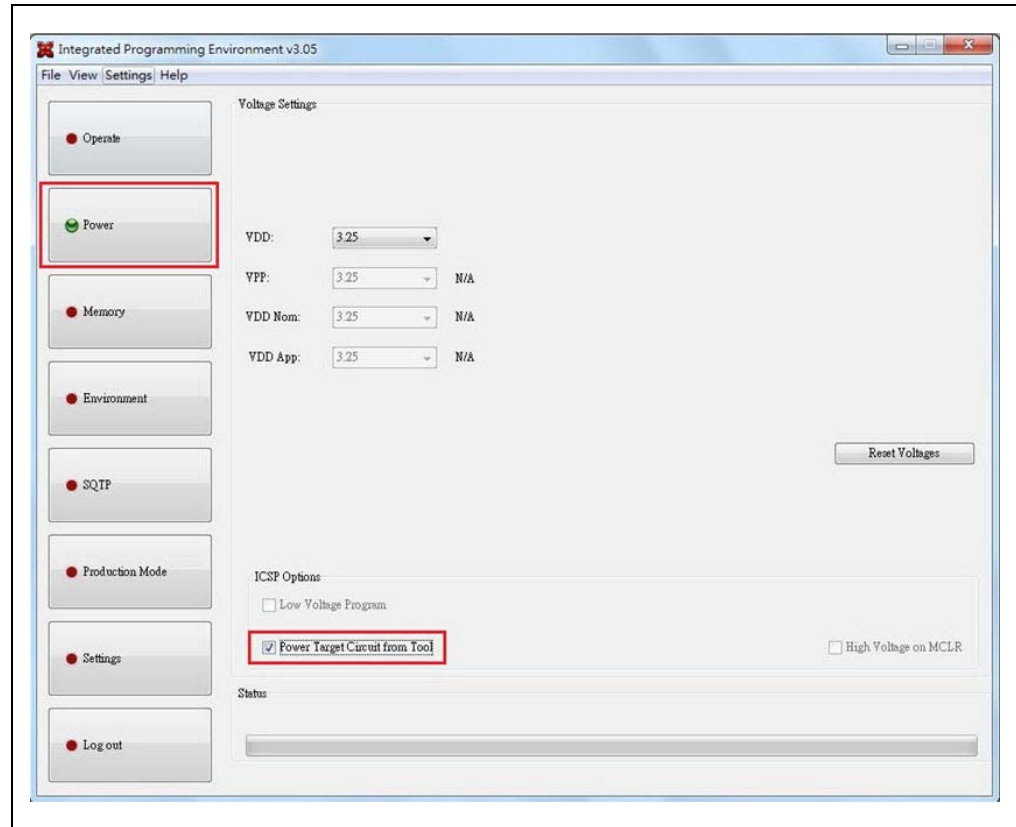 Integrated Programming Environment v3.05
File View Settings Help
Operate
Power
Memory
Environment
SQTP
Production Mode
Settings
Log out
Voltage Settings
VDD: 3.25
VPP: 3.25 N/A
VDD Nom: 3.25 N/A
VDD App: 3.25 N/A
Reset Voltages
ICSP Options
Low Voltage Program
Power Target Circuit from Tool
High Voltage on MCLR
Status